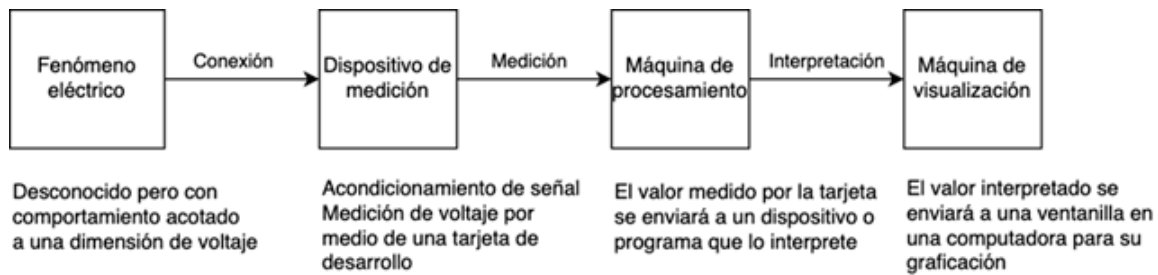 Fenómeno
eléctrico
Conexión
Dispositivo de
medición
Medición
Máquina de
procesamiento
Interpretación
Máquina de
visualización
Desconocido pero con
comportamiento acotado
a una dimensión de voltaje
Acondicionamiento de señal
Medición de voltaje por
medio de una tarjeta de
desarrollo
El valor medido por la tarjeta
se enviará a un dispositivo o
programa que lo interprete
El valor interpretado se
enviará a una ventanilla en
una computadora para su
graficación